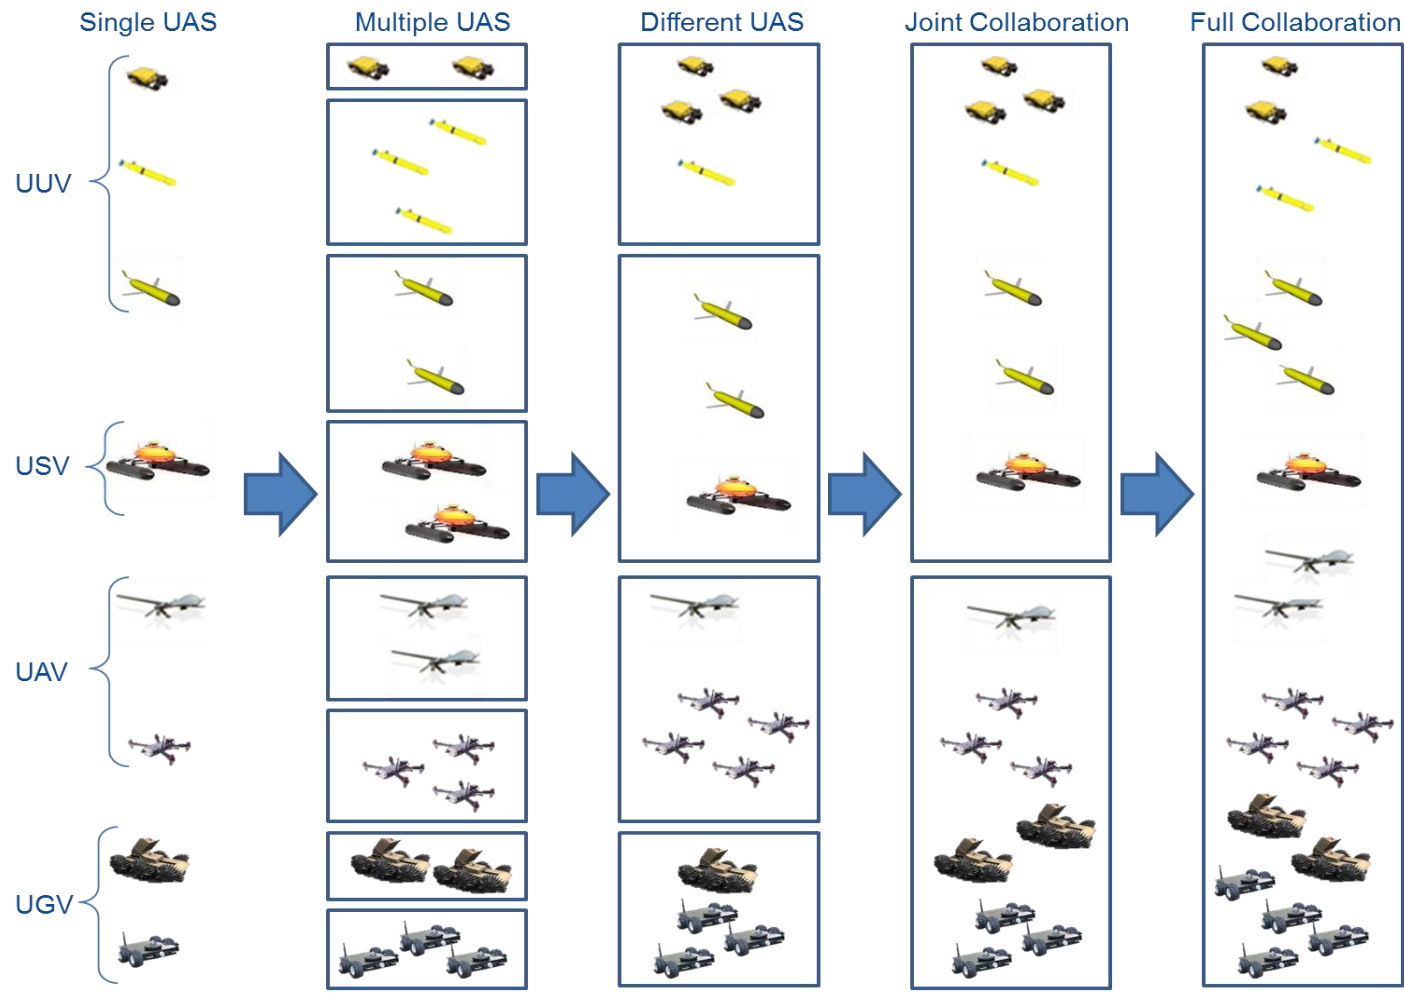 Single UAS
Multiple UAS
Different UAS
Joint Collaboration
Full Collaboration
UUV
USV
UAV
UGV